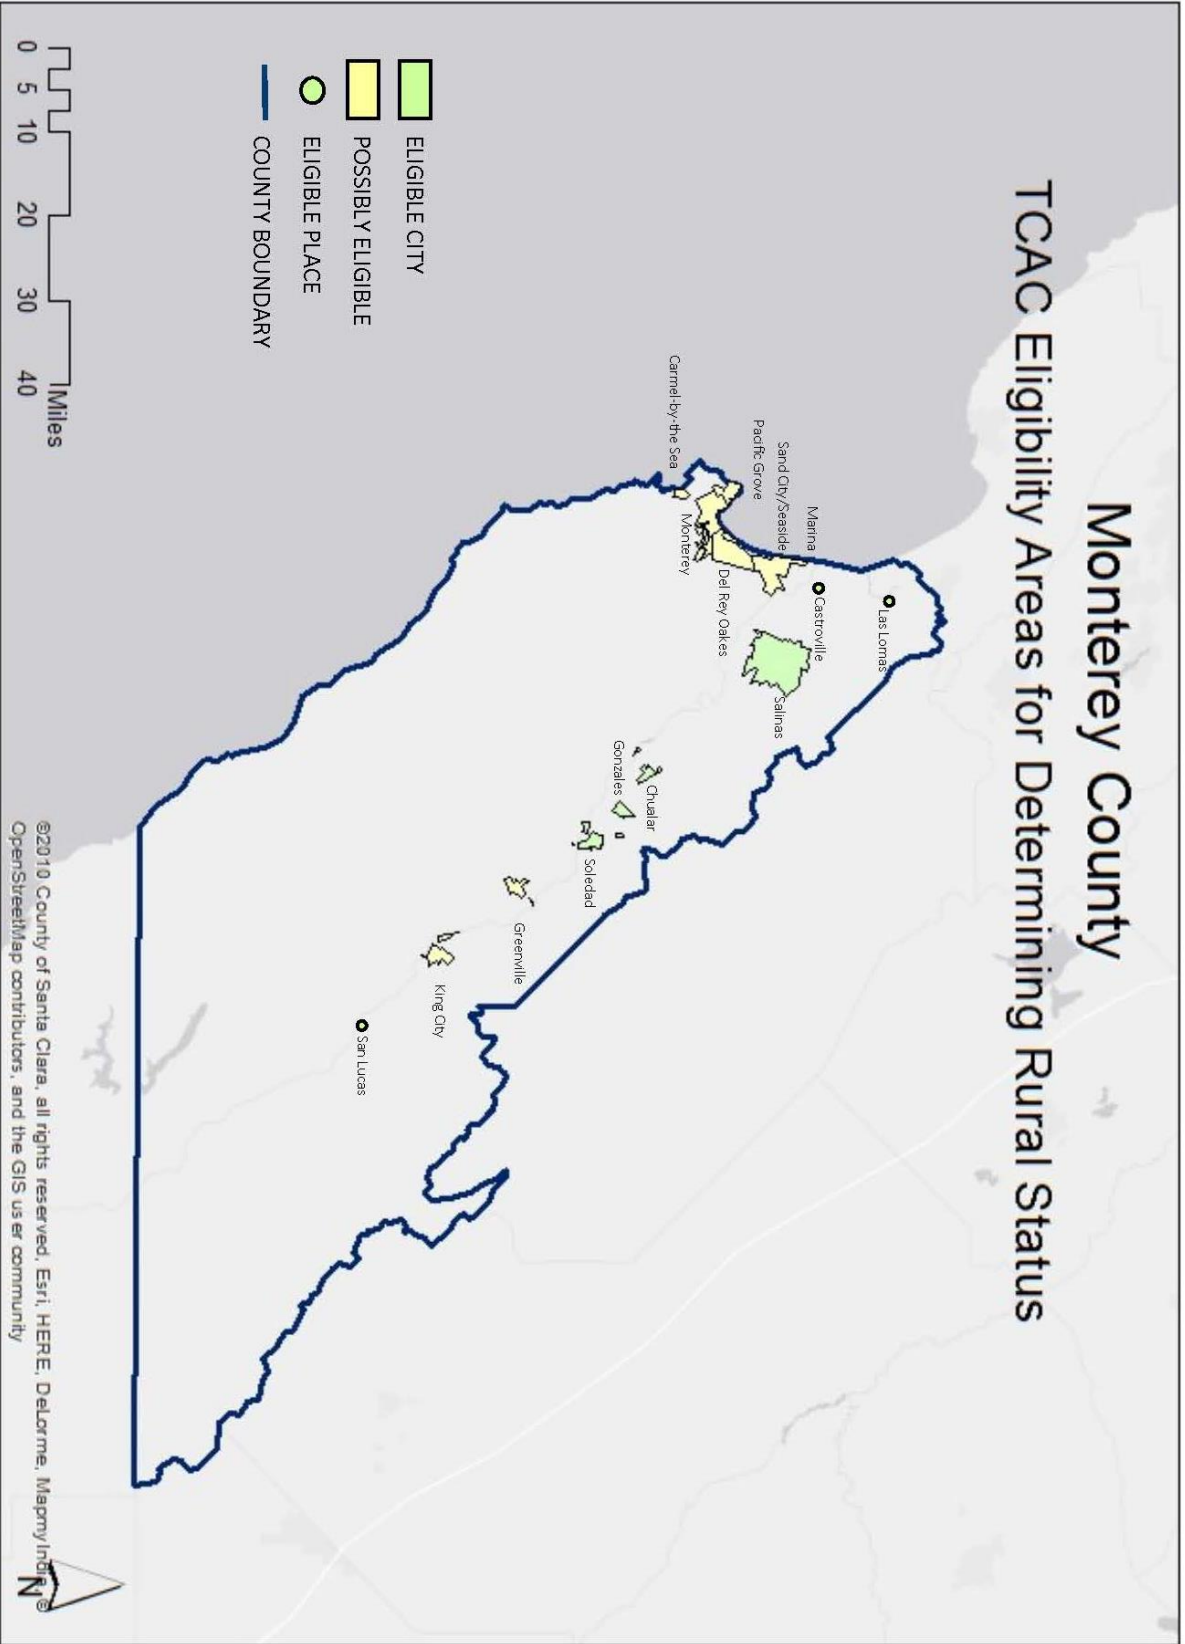 Monterey County
TCAC Eligibility Areas for Determining Rural Status
Las Lomas
Castroville
Marina
Sand City/Seaside
Pacific Grove
Salinas
Del Rey Oakes
Monterey
Carmel-by-the Sea
Chualar
Gonzales
Soledad
Greenville
King City
San Lucas
ELIGIBLE CITY
POSSIBLY ELIGIBLE
ELIGIBLE PLACE
COUNTY BOUNDARY
Miles
0 5 10 20 30 40
©2010 County of Santa Clara, all rights reserved, Esri, HERE, DeLorme, MapmyIndia, ©
OpenStreetMap contributors, and the GIS user community
N